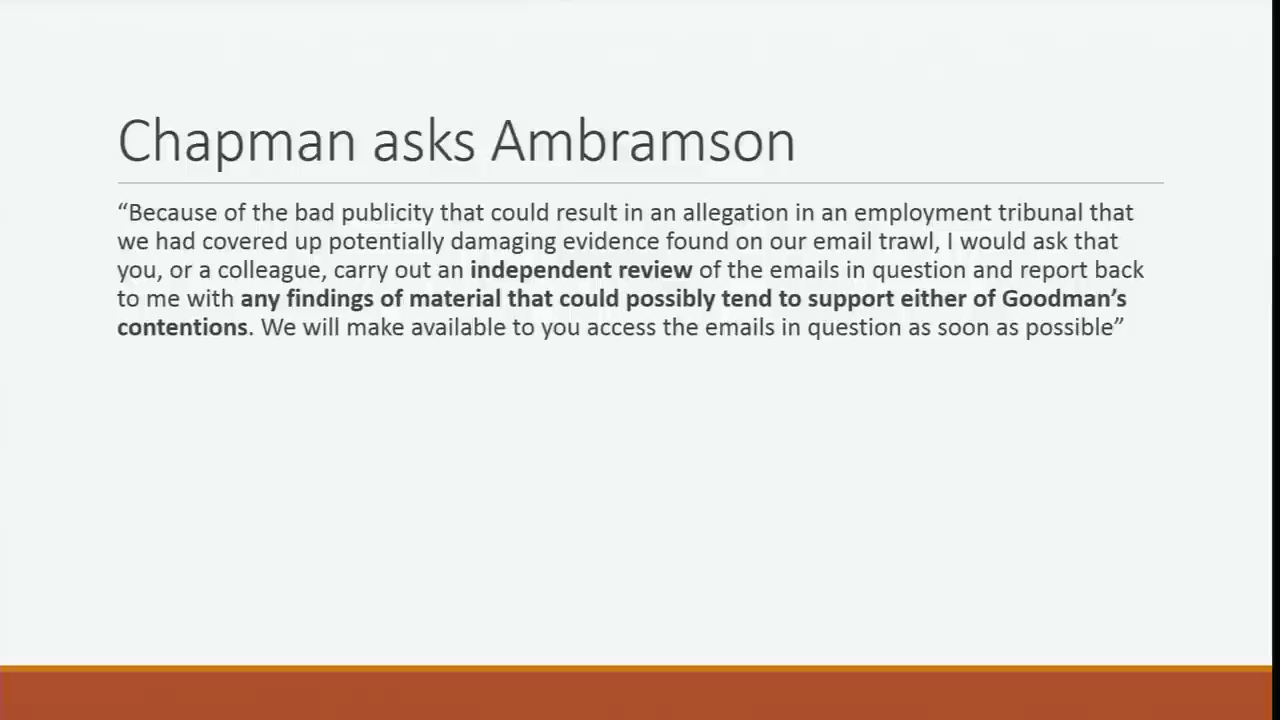 Chapman asks Ambramson
“Because of the bad publicity that could result in an allegation in an employment tribunal that
we had covered up potentially damaging evidence found on our email trawl, I would ask that
you, or a colleague, carry out an independent review of the emails in question and report back
to me with any findings of material that could possibly tend to support either of Goodman’s
contentions. We will make available to you access the emails in question as soon as possible”